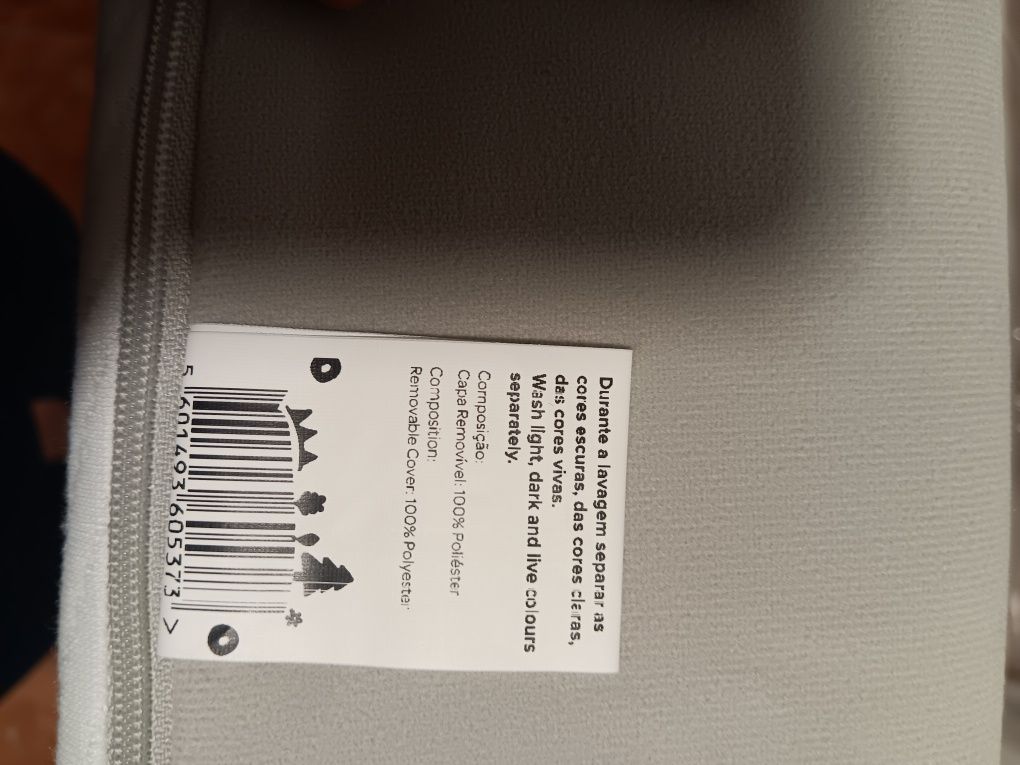 Durante a lavagem separar as
cores escuras, das cores claras,
das cores vivas.
Wash light, dark and live colours
separately.
Composição:
Capa Removível: 100% Poliéster
Composition:
Removable Cover: 100% Polyester
D
5 601493 605373 >